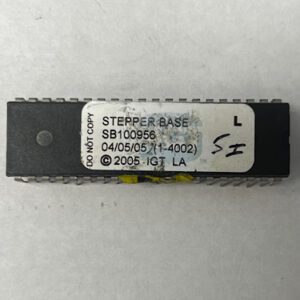 DO NOT COPY
STEPPER BASE
SB100956
04/05/05 (1-4002)
© 2005 IGT LA
L